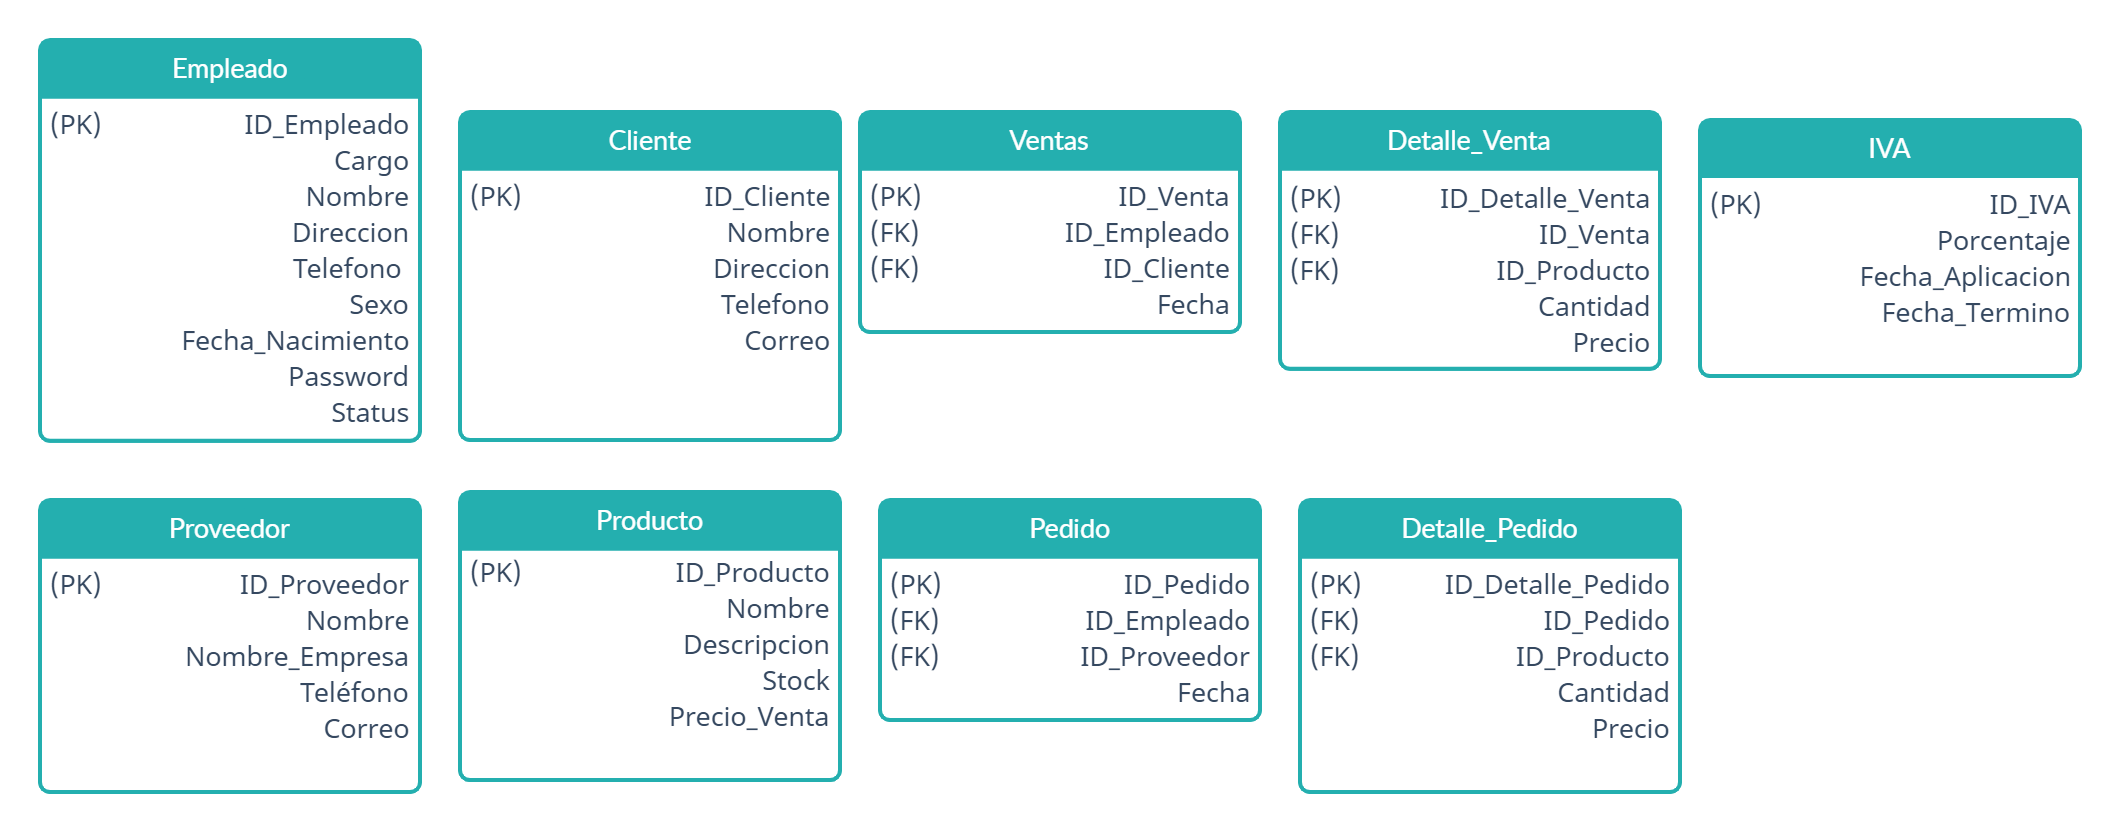 Empleado
(PK) ID_Empleado
Cargo
Nombre
Direccion
Telefono
Sexo
Fecha_Nacimiento
Password
Status
Cliente
(PK) ID_Cliente
Nombre
Direccion
Telefono
Correo
Ventas
(PK) ID_Venta
(FK) ID_Empleado
(FK) ID_Cliente
Fecha
Detalle_Venta
(PK) ID_Detalle_Venta
(FK) ID_Venta
(FK) ID_Producto
Cantidad
Precio
IVA
(PK) ID_IVA
Porcentaje
Fecha_Aplicacion
Fecha_Termino
Proveedor
(PK) ID_Proveedor
Nombre
Nombre_Empresa
Teléfono
Correo
Producto
(PK) ID_Producto
Nombre
Descripcion
Stock
Precio_Venta
Pedido
(PK) ID_Pedido
(FK) ID_Empleado
(FK) ID_Proveedor
Fecha
Detalle_Pedido
(PK) ID_Detalle_Pedido
(FK) ID_Pedido
(FK) ID_Producto
Cantidad
Precio